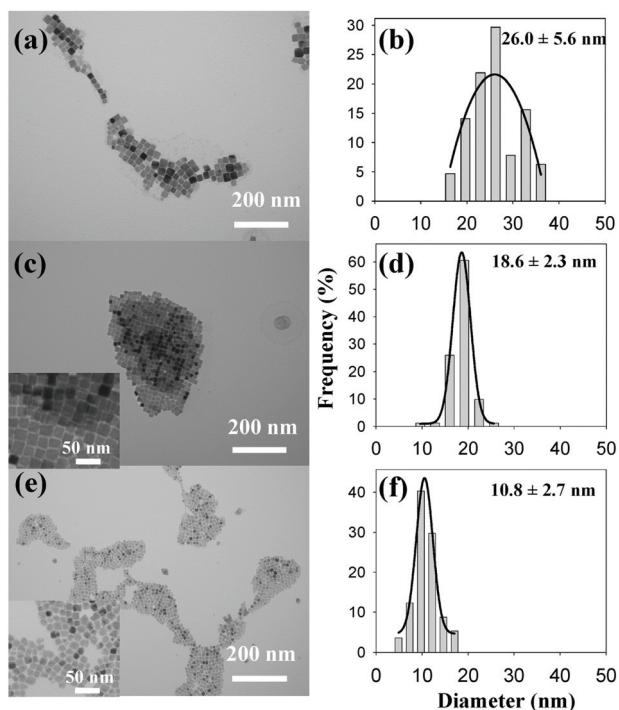 (a)
200 nm
(b)
26.0 ± 5.6 nm
30
25
20
15
10
5
0
0 10 20 30 40 50
(c)
50 nm
200 nm
(d)
18.6 ± 2.3 nm
60
50
40
30
20
10
0
0 10 20 30 40 50
Frequency (%)
(e)
50 nm
200 nm
(f)
10.8 ± 2.7 nm
40
30
20
10
0
0 10 20 30 40 50
Diameter (nm)